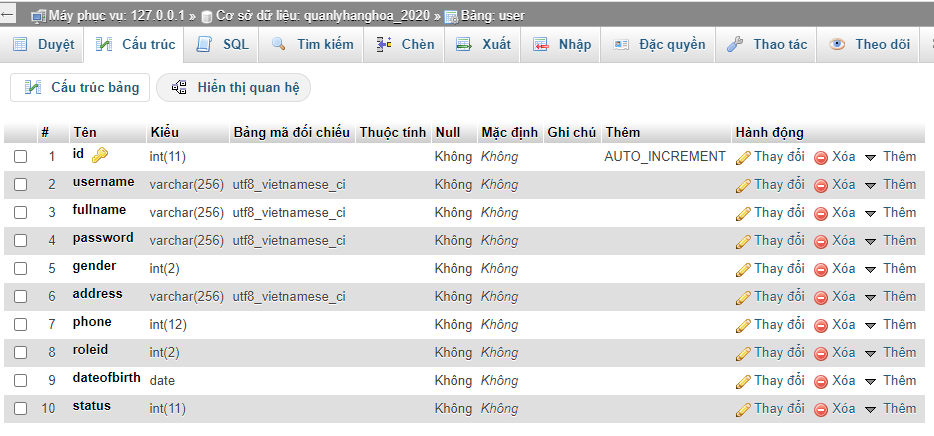 Máy phục vụ: 127.0.0.1 » Cơ sở dữ liệu: quanlyhanghoa_2020 » Bảng: user
Duyệt Cấu trúc SQL Tìm kiếm Chèn Xuất Nhập Đặc quyền Thao tác Theo dõi
Cấu trúc bảng Hiển thị quan hệ
# Tên Kiểu Bảng mã đối chiếu Thuộc tính Null Mặc định Ghi chú Thêm Hành động
1 id int(11) Không Không AUTO_INCREMENT Thay đổi Xóa Thêm
2 username varchar(256) utf8_vietnamese_ci Không Không Thay đổi Xóa Thêm
3 fullname varchar(256) utf8_vietnamese_ci Không Không Thay đổi Xóa Thêm
4 password varchar(256) utf8_vietnamese_ci Không Không Thay đổi Xóa Thêm
5 gender int(2) Không Không Thay đổi Xóa Thêm
6 address varchar(256) utf8_vietnamese_ci Không Không Thay đổi Xóa Thêm
7 phone int(12) Không Không Thay đổi Xóa Thêm
8 roleid int(2) Không Không Thay đổi Xóa Thêm
9 dateofbirth date Không Không Thay đổi Xóa Thêm
10 status int(11) Không Không Thay đổi Xóa Thêm